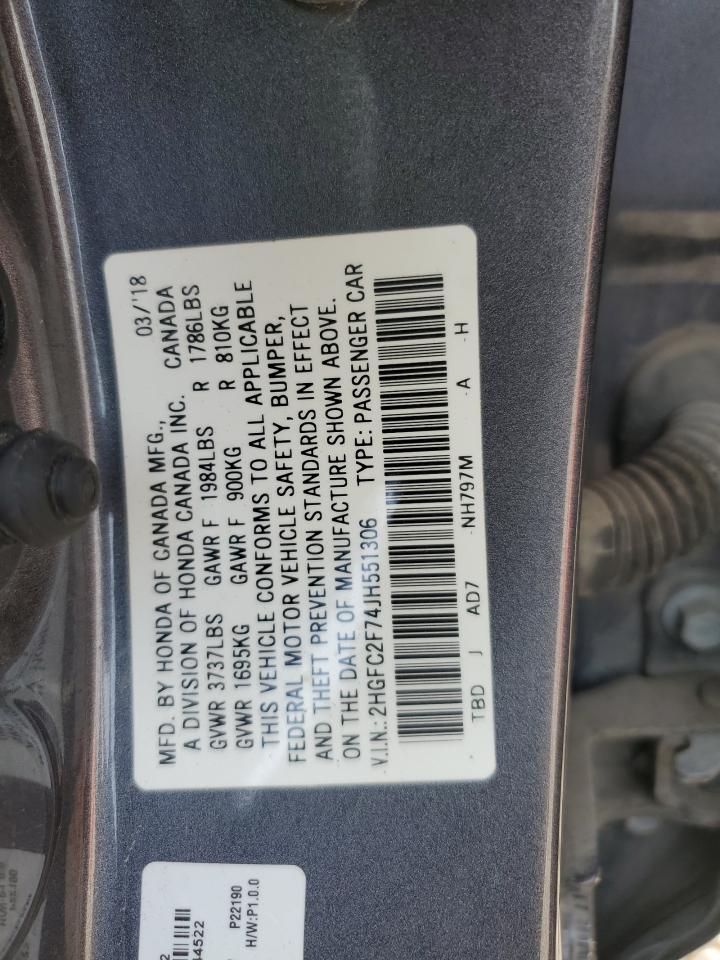 MFD. BY HONDA OF CANADA MFG., 03/'18
A DIVISION OF HONDA CANADA INC. CANADA
GVWR 3737LBS GAWR F 1984LBS R 1786LBS
GVWR 1695KG GAWR F 900KG R 810KG
THIS VEHICLE CONFORMS TO ALL APPLICABLE
FEDERAL MOTOR VEHICLE SAFETY, BUMPER,
AND THEFT PREVENTION STANDARDS IN EFFECT
ON THE DATE OF MANUFACTURE SHOWN ABOVE.
V.I.N.: 2HGFC2F74JH551306 TYPE: PASSENGER CAR
TBD J AD7 -NH797M -A -H
4522
P22190
H/W:P1.0.0